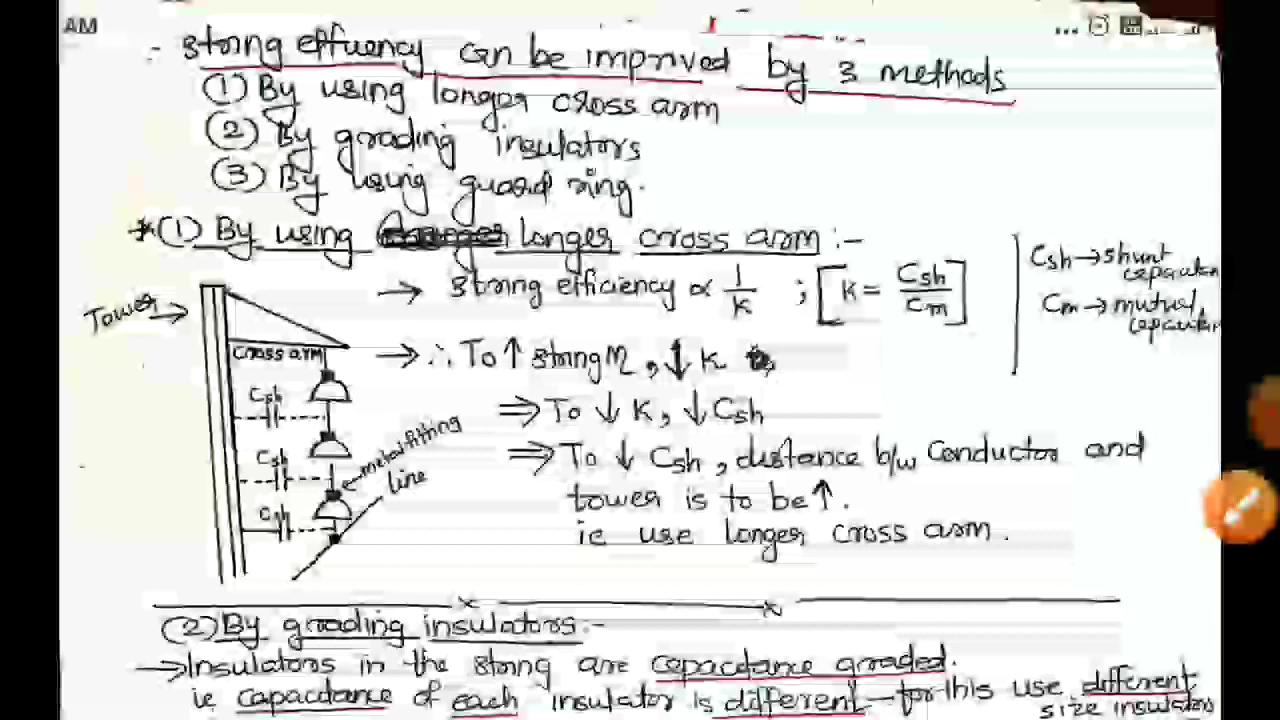 AM
string effuency can be improved by 3 methods
(1) By using longer cross arm
(2) By grading insulators
(3) By using guard ring.
*(1) By using longer cross arm :-
→ string efficiency ∝ 1/K ; [K = Csh/Cm]
Csh → shunt
capacitan
Cm → mutual
capacitan
Tower →
cross arm
→ ∴ To ↑ string η, ↓ K
Csh
⇒ To ↓ K, ↓ Csh
metal fitting
line
Csh
⇒ To ↓ Csh, distance b/w Conductor and
tower is to be ↑.
Csh
ie use longer cross arm.
(2) By grading insulators:-
→ Insulators in the string are capacitance graded.
ie capacitance of each insulator is different – for this use different
size insulators